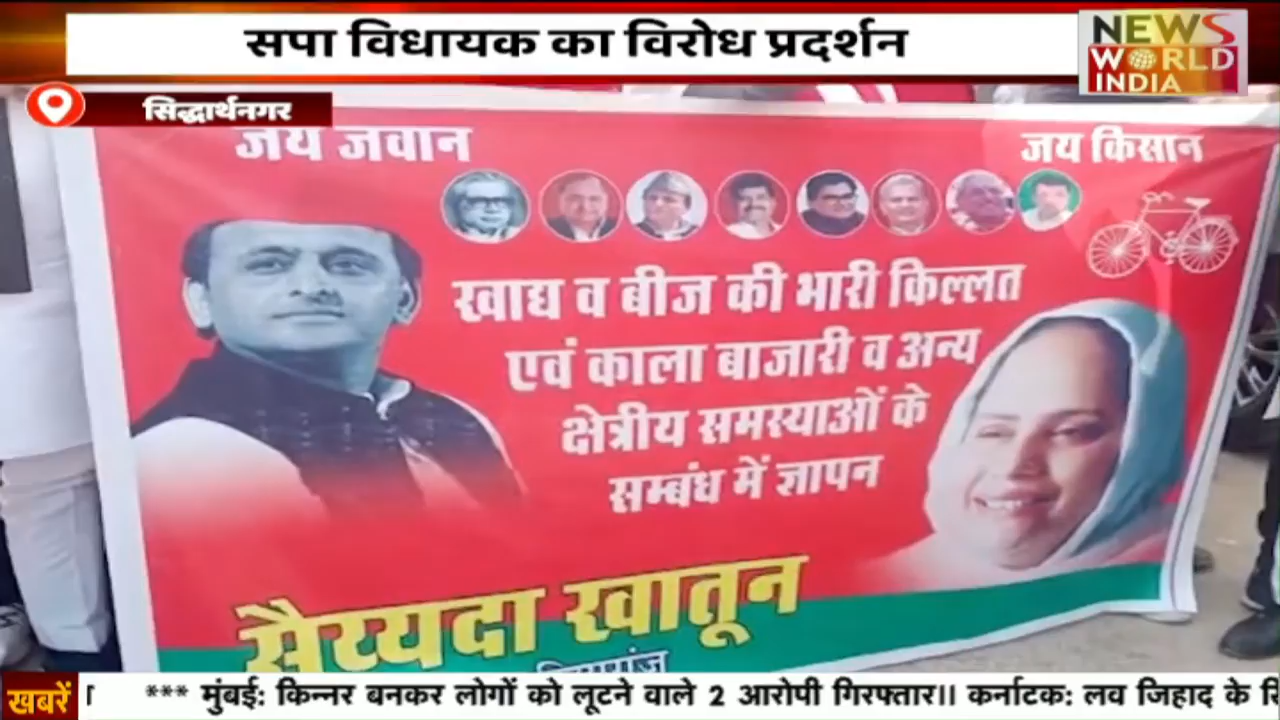 सपा विधायक का विरोध प्रदर्शन
NEWS
WORLD
INDIA
सिद्धार्थनगर
जय जवान
जय किसान
खाद्य व बीज की भारी किल्लत
एवं काला बाजारी व अन्य
क्षेत्रीय समस्याओं के
सम्बंध में ज्ञापन
सैय्यदा खातून
खबरें
*** मुंबई: किन्नर बनकर लोगों को लूटने वाले 2 आरोपी गिरफ्तार।। कर्नाटक: लव जिहाद के